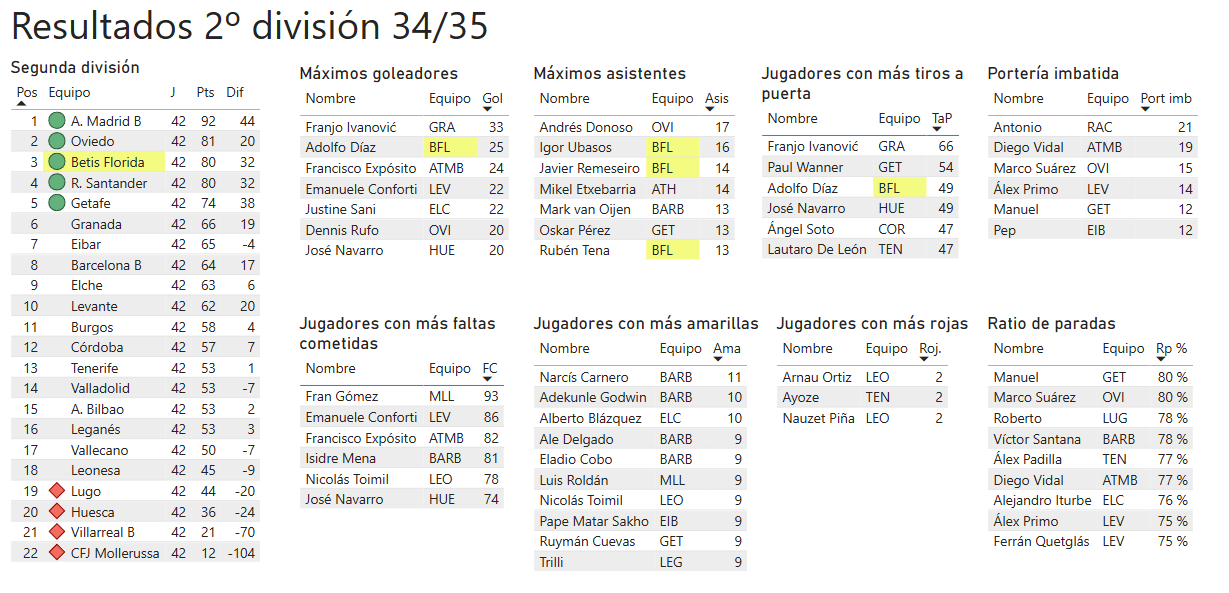 Resultados 2º división 34/35
Segunda división
Pos Equipo J Pts Dif
1 A. Madrid B 42 92 44
2 Oviedo 42 81 20
3 Betis Florida 42 80 32
4 R. Santander 42 80 32
5 Getafe 42 74 38
6 Granada 42 66 19
7 Eibar 42 65 -4
8 Barcelona B 42 64 17
9 Elche 42 63 6
10 Levante 42 62 20
11 Burgos 42 58 4
12 Córdoba 42 57 7
13 Tenerife 42 53 1
14 Valladolid 42 53 -7
15 A. Bilbao 42 53 2
16 Leganés 42 53 3
17 Vallecano 42 50 -7
18 Leonesa 42 45 -9
19 Lugo 42 44 -20
20 Huesca 42 36 -24
21 Villarreal B 42 21 -70
22 CFJ Mollerussa 42 12 -104
Máximos goleadores
Nombre Equipo Gol
Franjo Ivanović GRA 33
Adolfo Díaz BFL 25
Francisco Expósito ATMB 24
Emanuele Conforti LEV 22
Justine Sani ELC 22
Dennis Rufo OVI 20
José Navarro HUE 20
Máximos asistentes
Nombre Equipo Asis
Andrés Donoso OVI 17
Igor Ubasos BFL 16
Javier Remeseiro BFL 14
Mikel Etxebarria ATH 14
Mark van Oijen BARB 13
Oskar Pérez GET 13
Rubén Tena BFL 13
Jugadores con más tiros a
puerta
Nombre Equipo TaP
Franjo Ivanović GRA 66
Paul Wanner GET 54
Adolfo Díaz BFL 49
José Navarro HUE 49
Ángel Soto COR 47
Lautaro De León TEN 47
Portería imbatida
Nombre Equipo Port imb
Antonio RAC 21
Diego Vidal ATMB 19
Marco Suárez OVI 15
Álex Primo LEV 14
Manuel GET 12
Pep EIB 12
Jugadores con más faltas
cometidas
Nombre Equipo FC
Fran Gómez MLL 93
Emanuele Conforti LEV 86
Francisco Expósito ATMB 82
Isidre Mena BARB 81
Nicolás Toimil LEO 78
José Navarro HUE 74
Jugadores con más amarillas
Nombre Equipo Ama
Narcís Carnero BARB 11
Adekunle Godwin BARB 10
Alberto Blázquez ELC 10
Ale Delgado BARB 9
Eladio Cobo BARB 9
Luis Roldán MLL 9
Nicolás Toimil LEO 9
Pape Matar Sakho EIB 9
Ruymán Cuevas GET 9
Trilli LEG 9
Jugadores con más rojas
Nombre Equipo Roj.
Arnau Ortiz LEO 2
Ayoze TEN 2
Nauzet Piña LEO 2
Ratio de paradas
Nombre Equipo Rp %
Manuel GET 80 %
Marco Suárez OVI 80 %
Roberto LUG 78 %
Víctor Santana BARB 78 %
Álex Padilla TEN 77 %
Diego Vidal ATMB 77 %
Alejandro Iturbe ELC 76 %
Álex Primo LEV 75 %
Ferrán Quetglás LEV 75 %